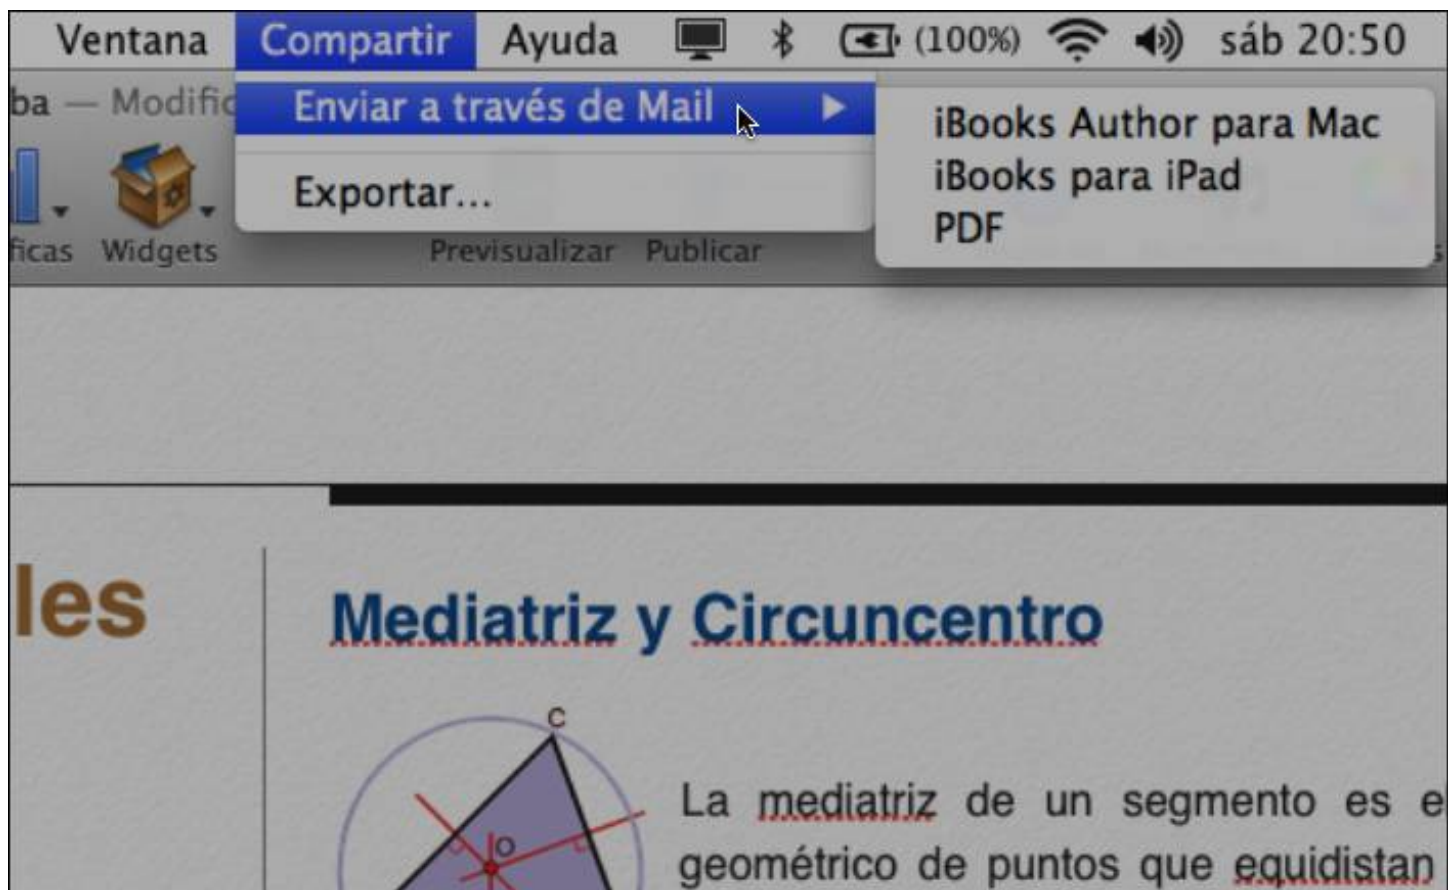 Ventana Compartir Ayuda (100%) sáb 20:50
ba — Modific
Enviar a través de Mail
Exportar...
iBooks Author para Mac
iBooks para iPad
PDF
ficas Widgets Previsualizar Publicar s
les
Mediatriz y Circuncentro
C
O
La mediatriz de un segmento es e
geométrico de puntos que equidistan